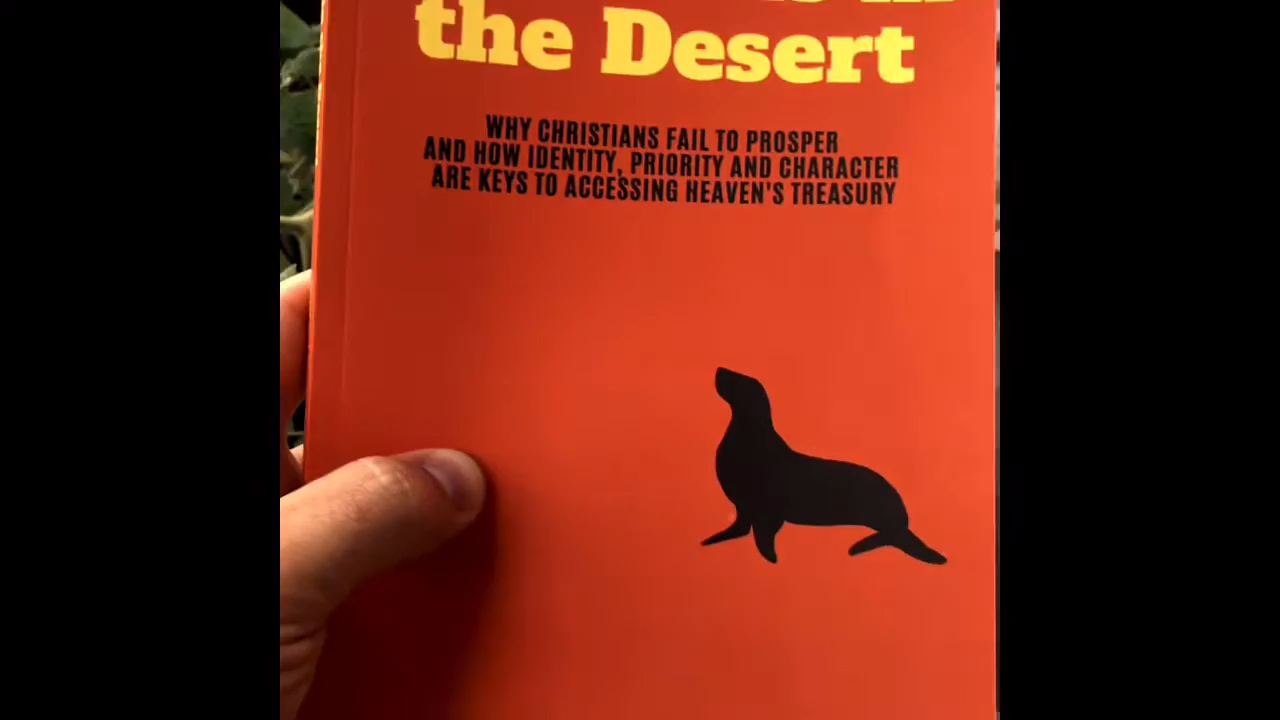 the Desert
WHY CHRISTIANS FAIL TO PROSPER
AND HOW IDENTITY, PRIORITY AND CHARACTER
ARE KEYS TO ACCESSING HEAVEN'S TREASURY